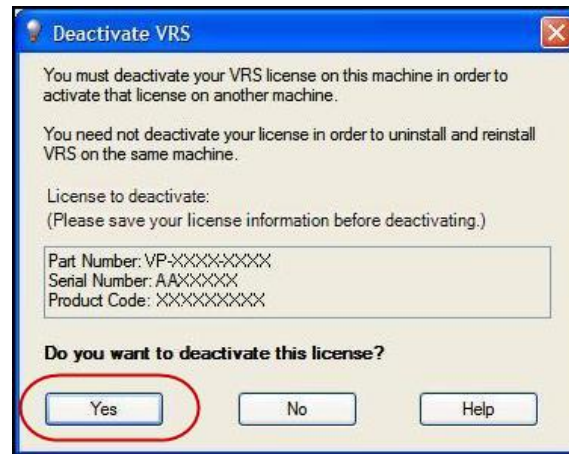 Deactivate VRS
You must deactivate your VRS license on this machine in order to
activate that license on another machine.
You need not deactivate your license in order to uninstall and reinstall
VRS on the same machine.
License to deactivate:
(Please save your license information before deactivating.)
Part Number: VP-XXXX-XXXX
Serial Number: AAXXXXX
Product Code: XXXXXXXXX
Do you want to deactivate this license?
Yes No Help